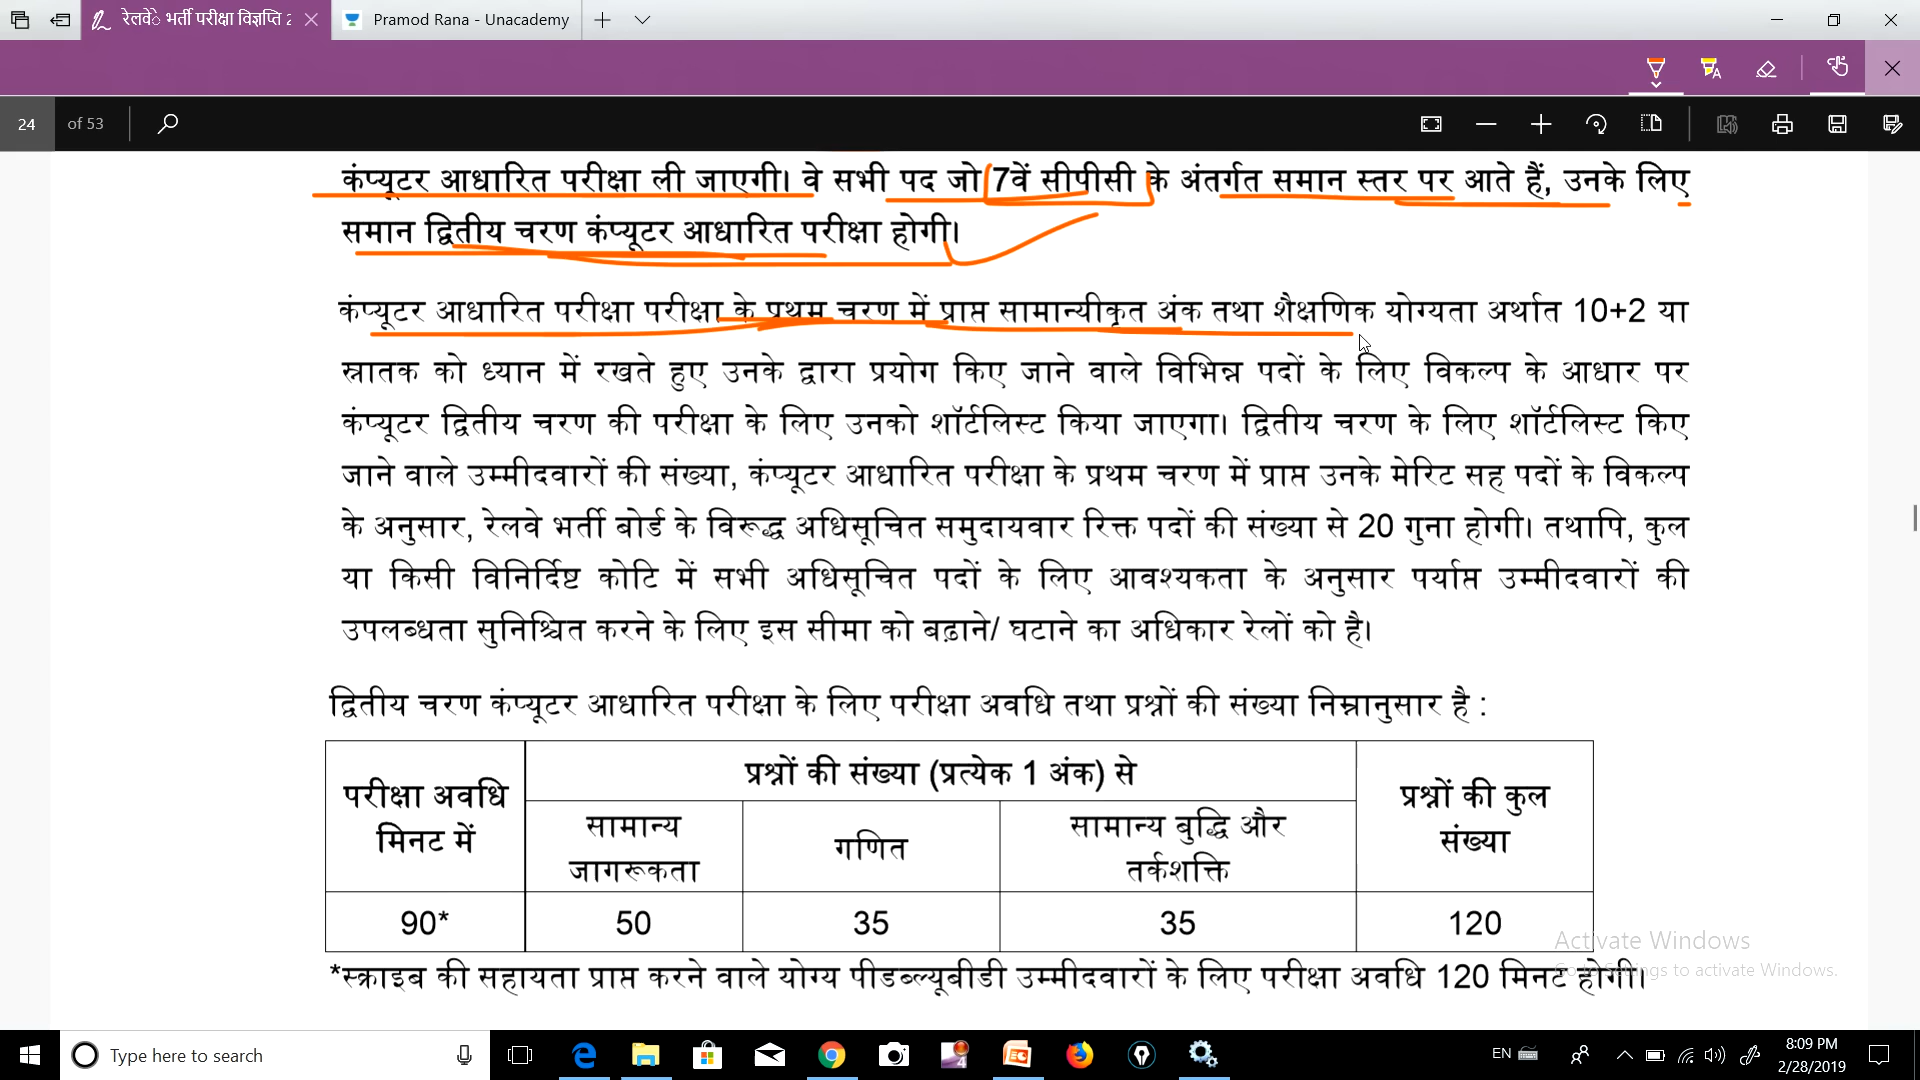 रेलवेे भर्ती परीक्षा विज्ञप्ति 2
Pramod Rana - Unacademy
24 of 53
कंप्यूटर आधारित परीक्षा ली जाएगी। वे सभी पद जो 7वें सीपीसी के अंतर्गत समान स्तर पर आते हैं, उनके लिए
समान द्वितीय चरण कंप्यूटर आधारित परीक्षा होगी।
कंप्यूटर आधारित परीक्षा परीक्षा के प्रथम चरण में प्राप्त सामान्यीकृत अंक तथा शैक्षणिक योग्यता अर्थात 10+2 या
स्नातक को ध्यान में रखते हुए उनके द्वारा प्रयोग किए जाने वाले विभिन्न पदों के लिए विकल्प के आधार पर
कंप्यूटर द्वितीय चरण की परीक्षा के लिए उनको शॉर्टलिस्ट किया जाएगा। द्वितीय चरण के लिए शॉर्टलिस्ट किए
जाने वाले उम्मीदवारों की संख्या, कंप्यूटर आधारित परीक्षा के प्रथम चरण में प्राप्त उनके मेरिट सह पदों के विकल्प
के अनुसार, रेलवे भर्ती बोर्ड के विरूद्ध अधिसूचित समुदायवार रिक्त पदों की संख्या से 20 गुना होगी। तथापि, कुल
या किसी विनिर्दिष्ट कोटि में सभी अधिसूचित पदों के लिए आवश्यकता के अनुसार पर्याप्त उम्मीदवारों की
उपलब्धता सुनिश्चित करने के लिए इस सीमा को बढ़ाने/ घटाने का अधिकार रेलों को है।
द्वितीय चरण कंप्यूटर आधारित परीक्षा के लिए परीक्षा अवधि तथा प्रश्नों की संख्या निम्नानुसार है :
परीक्षा अवधि मिनट में
प्रश्नों की संख्या (प्रत्येक 1 अंक) से
प्रश्नों की कुल संख्या
सामान्य जागरूकता
गणित
सामान्य बुद्धि और तर्कशक्ति
90* 50 35 35 120
*स्क्राइब की सहायता प्राप्त करने वाले योग्य पीडब्ल्यूबीडी उम्मीदवारों के लिए परीक्षा अवधि 120 मिनट होगी।
Activate Windows
Go to Settings to activate Windows.
Type here to search
EN
8:09 PM
2/28/2019